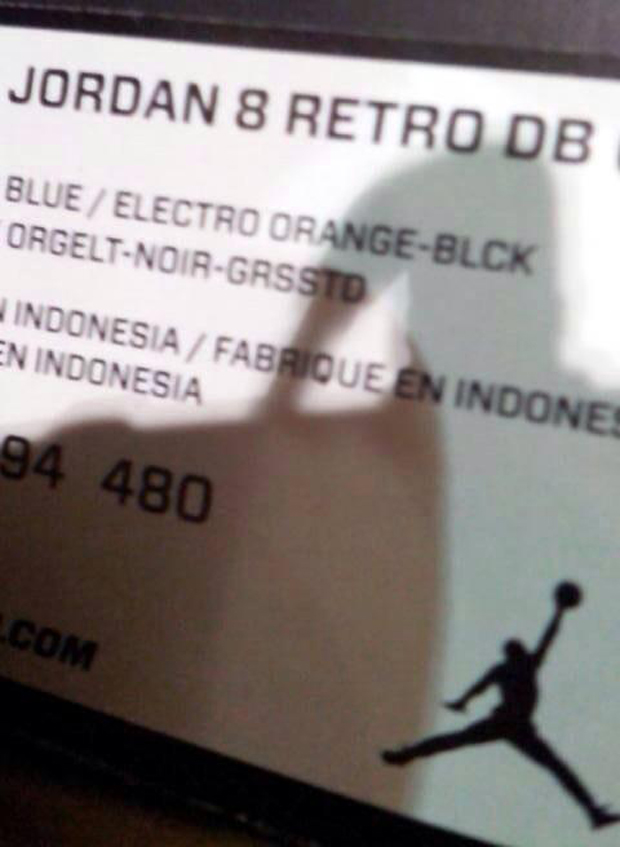 JORDAN 8 RETRO DB
BLUE / ELECTRO ORANGE-BLCK
ORGELT-NOIR-GRSSTD
INDONESIA / FABRIQUE EN INDONES
EN INDONESIA
94 480
.COM